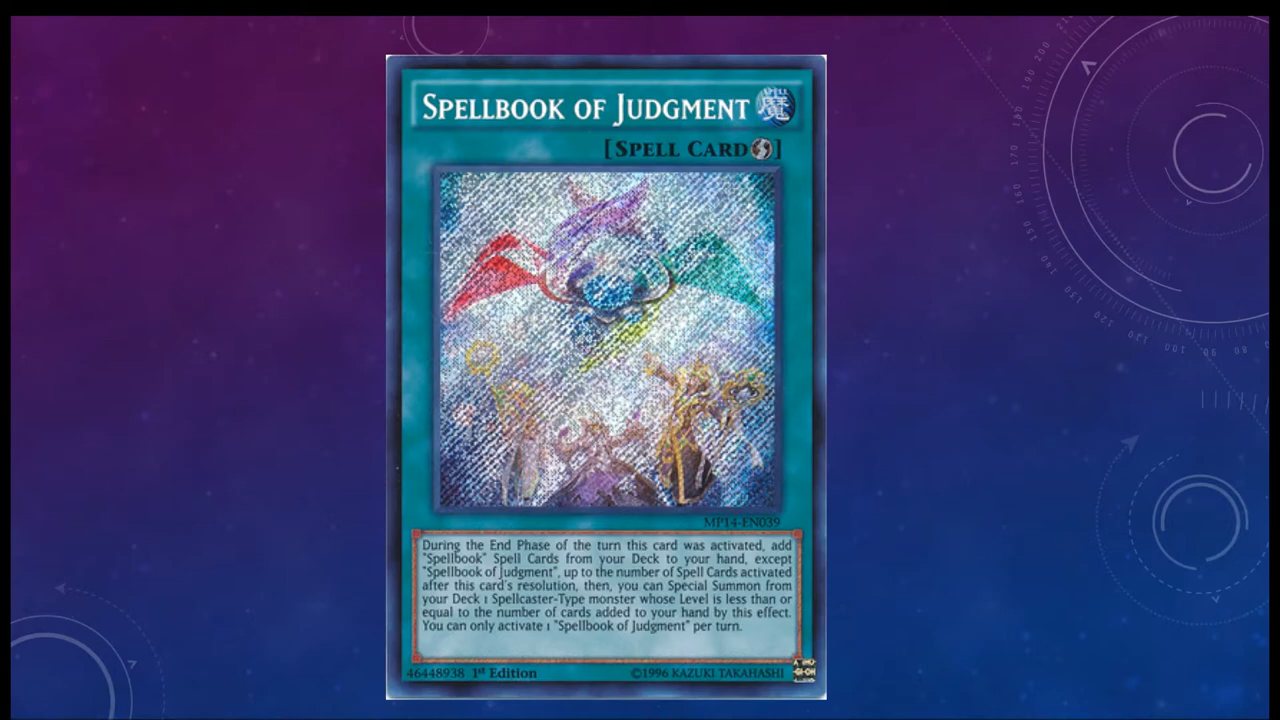 SPELLBOOK OF JUDGMENT 魔
[SPELL CARD]
MP14-EN039
During the End Phase of the turn this card was activated, add
"Spellbook" Spell Cards from your Deck to your hand, except
"Spellbook of Judgment", up to the number of Spell Cards activated
after this card's resolution, then, you can Special Summon from
your Deck 1 Spellcaster-Type monster whose Level is less than or
equal to the number of cards added to your hand by this effect.
You can only activate 1 "Spellbook of Judgment" per turn.
46448938 1st Edition ©1996 KAZUKI TAKAHASHI